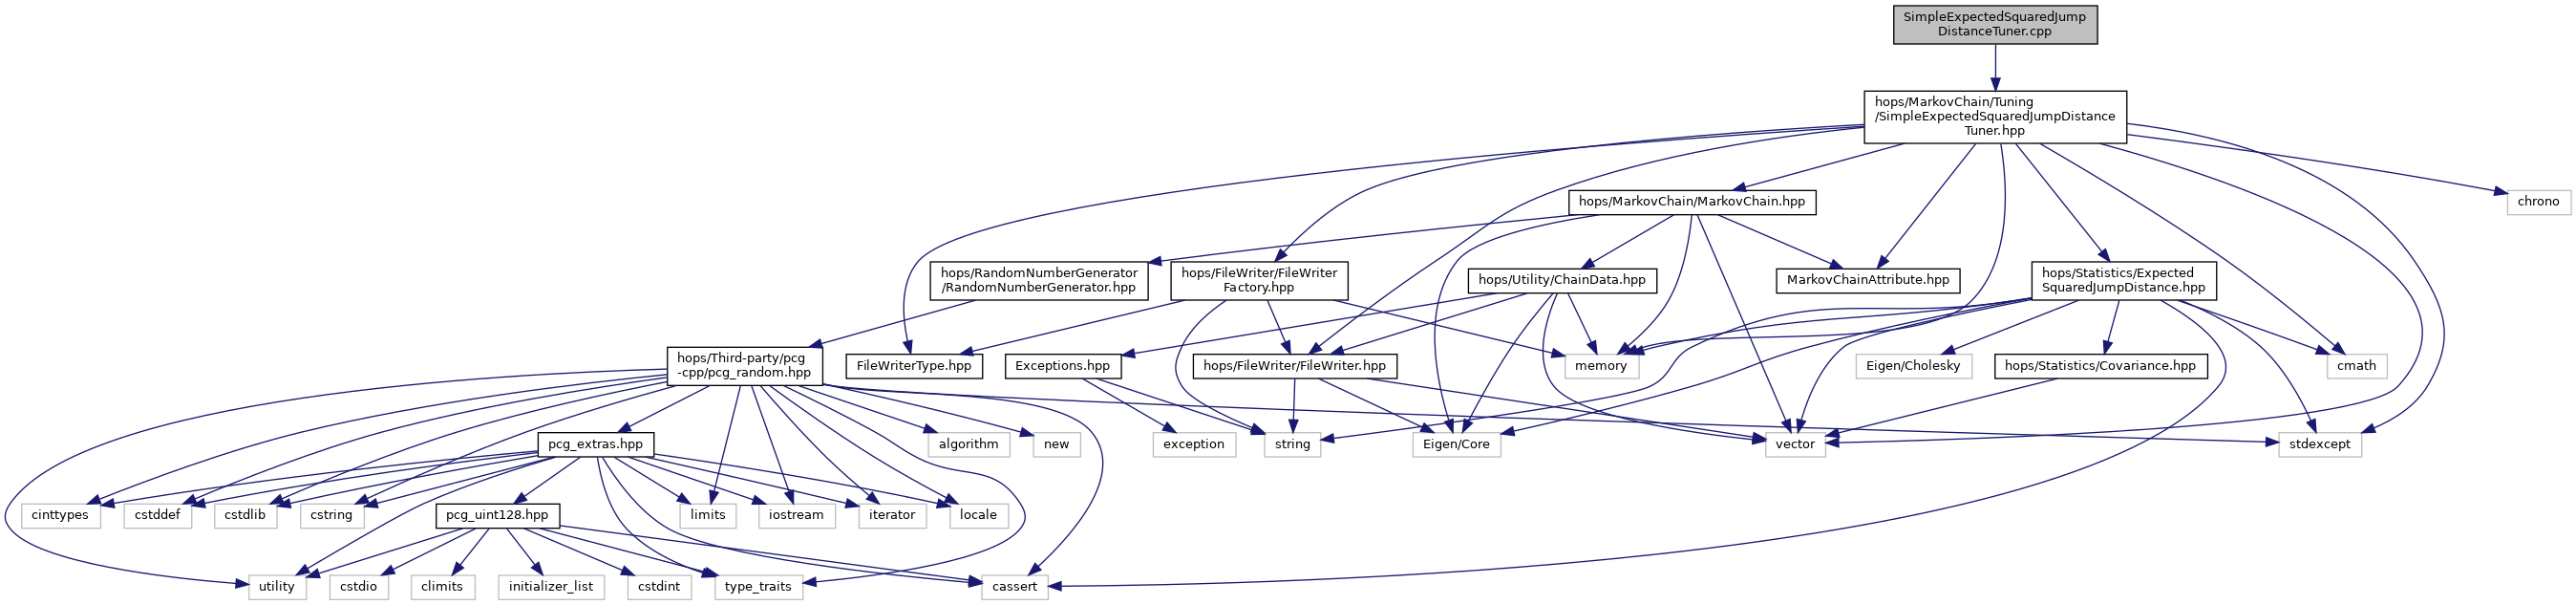 SimpleExpectedSquaredJump
DistanceTuner.cpp
hops/MarkovChain/Tuning
/SimpleExpectedSquaredJumpDistance
Tuner.hpp
hops/MarkovChain/MarkovChain.hpp
chrono
hops/RandomNumberGenerator
/RandomNumberGenerator.hpp
hops/FileWriter/FileWriter
Factory.hpp
hops/Utility/ChainData.hpp
MarkovChainAttribute.hpp
hops/Statistics/Expected
SquaredJumpDistance.hpp
hops/Third-party/pcg
-cpp/pcg_random.hpp
FileWriterType.hpp
Exceptions.hpp
hops/FileWriter/FileWriter.hpp
memory
Eigen/Cholesky
hops/Statistics/Covariance.hpp
cmath
pcg_extras.hpp
algorithm
new
exception
string
Eigen/Core
vector
stdexcept
cinttypes
cstddef
cstdlib
cstring
pcg_uint128.hpp
limits
iostream
iterator
locale
utility
cstdio
climits
initializer_list
cstdint
type_traits
cassert